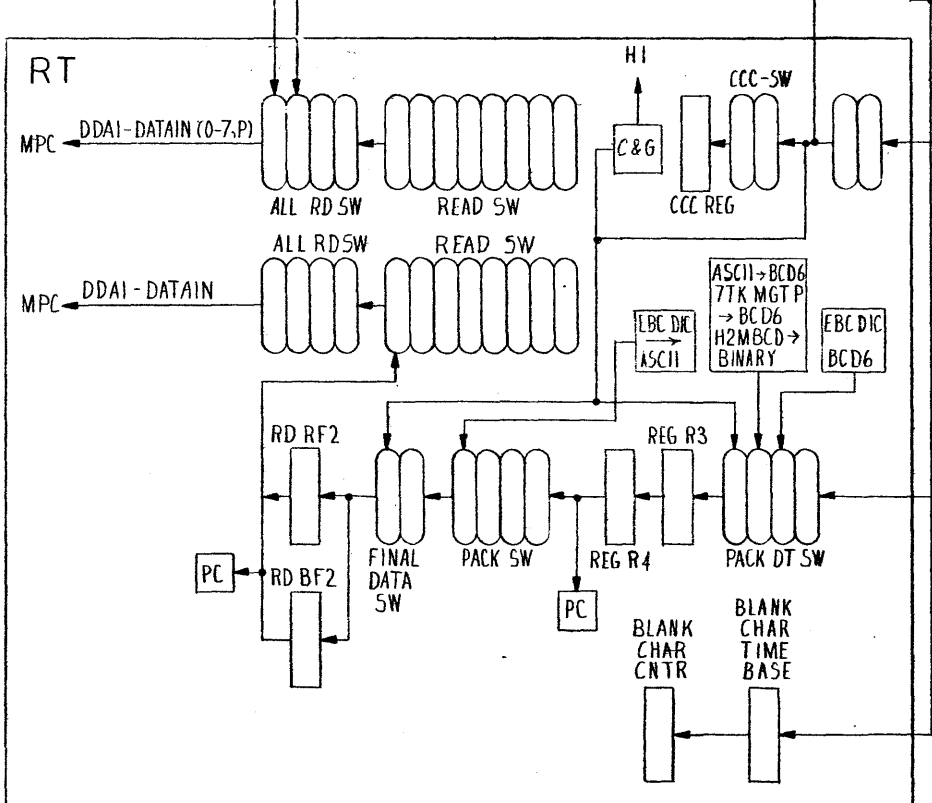 RT
HI
CCC-SW
MPC
DDAI-DATAIN (0-7,P)
C&G
ALL RD SW
READ SW
CCC REG
ALL RD SW
READ SW
MPC
DDAI-DATAIN
EBCDIC
→
ASCII
ASCII→BCD6
7TK MGTP
→BCD6
H2MBCD→
BINARY
EBCDIC
BCD6
RD RF2
REG R3
FINAL
DATA
SW
PACK SW
REG R4
PACK DT SW
PC
RD BF2
PC
BLANK
CHAR
CNTR
BLANK
CHAR
TIME
BASE